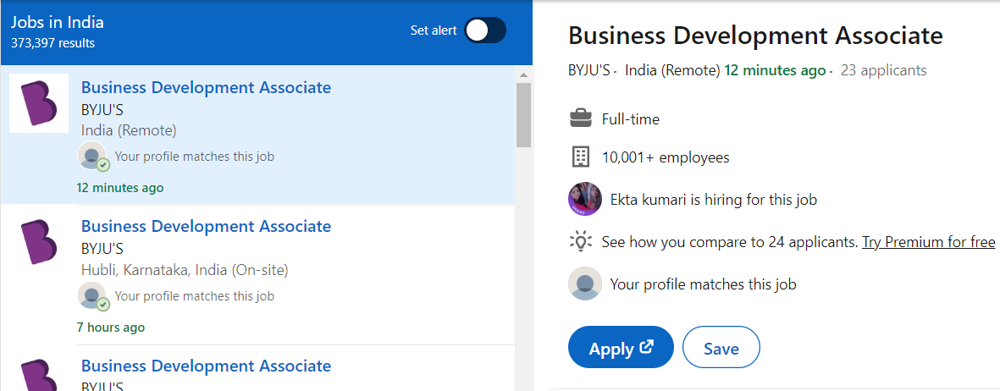 Jobs in India
373,397 results
Set alert
Business Development Associate
BYJU'S
India (Remote)
Your profile matches this job
12 minutes ago
Business Development Associate
BYJU'S
Hubli, Karnataka, India (On-site)
Your profile matches this job
7 hours ago
Business Development Associate
BYJU'S
Business Development Associate
BYJU'S · India (Remote) 12 minutes ago · 23 applicants
Full-time
10,001+ employees
Ekta kumari is hiring for this job
See how you compare to 24 applicants. Try Premium for free
Your profile matches this job
Apply
Save